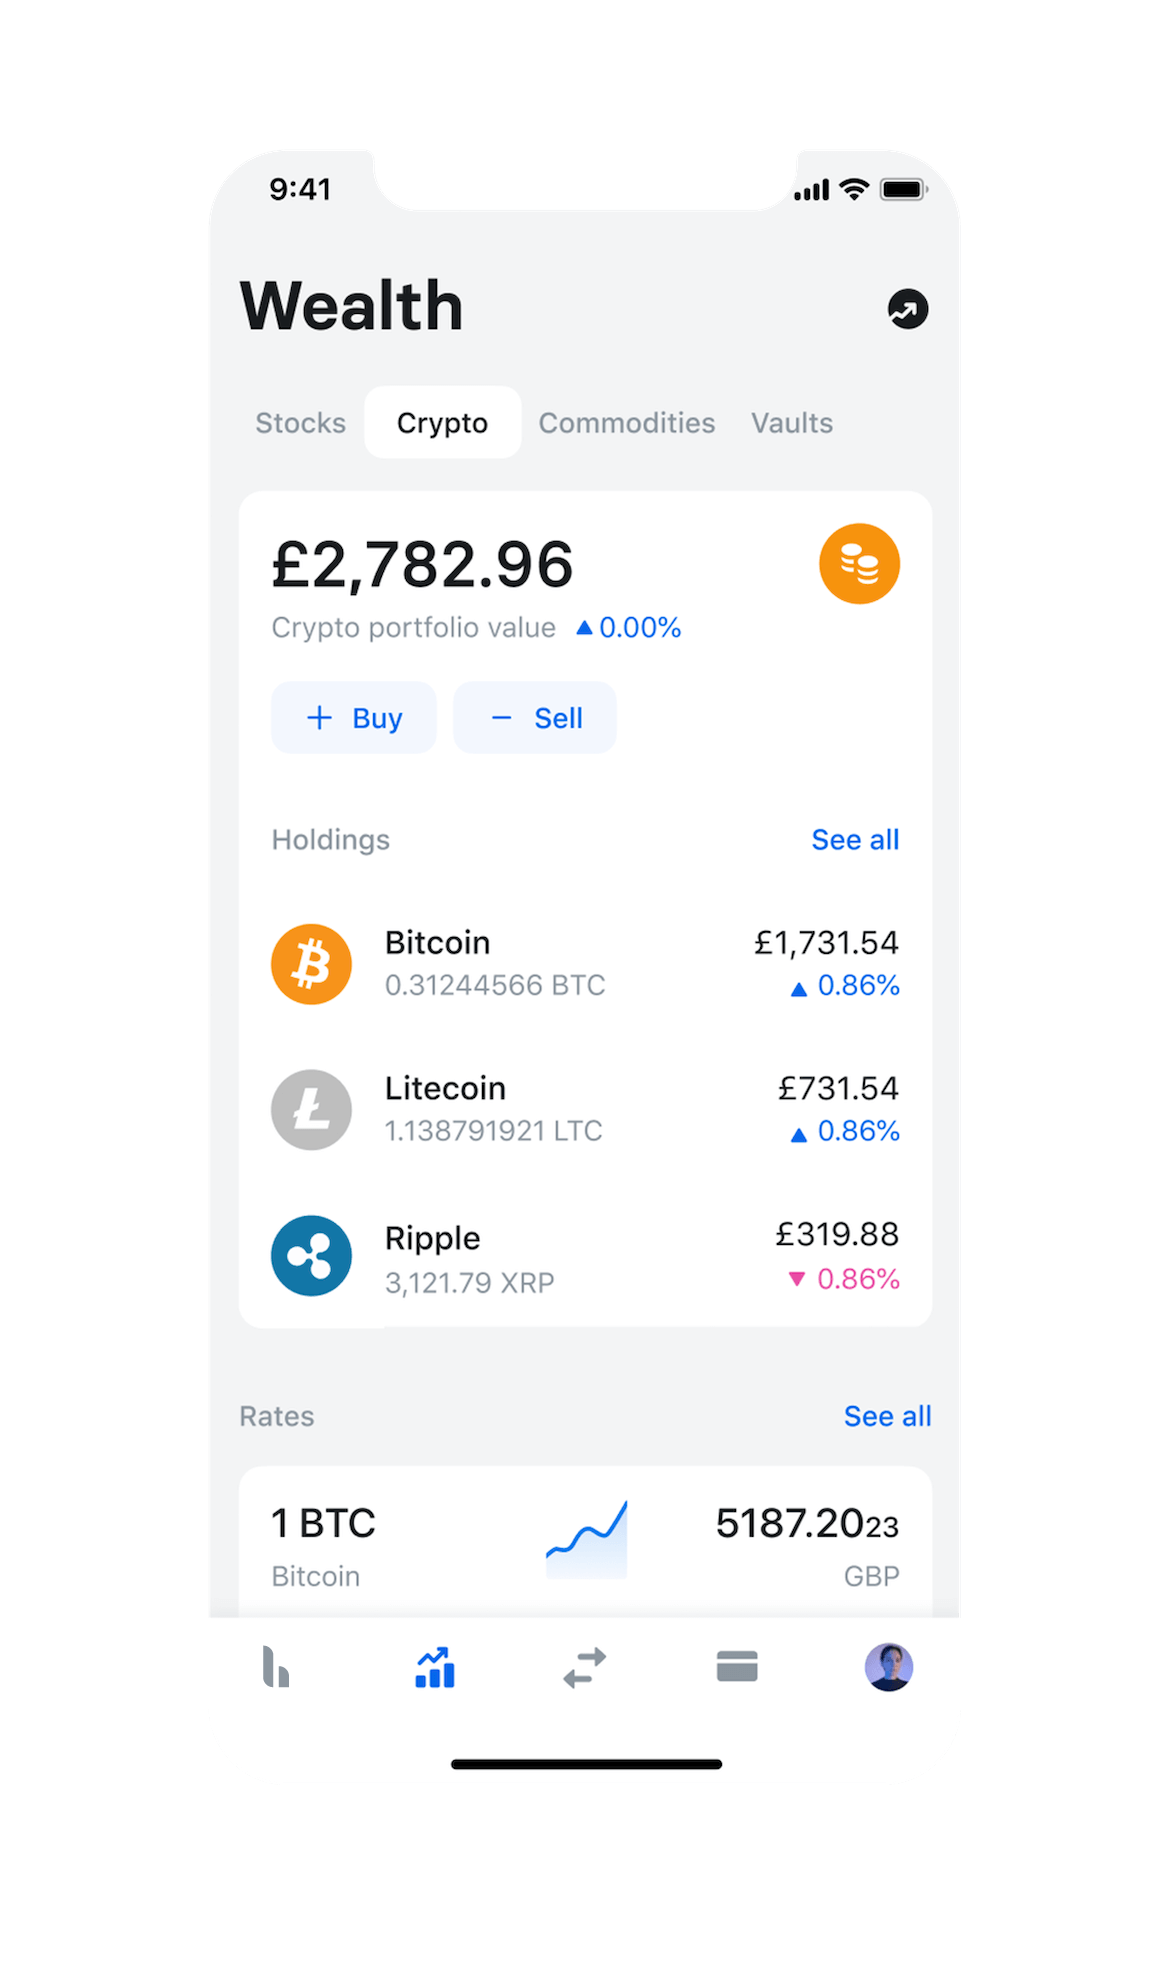 9:41
Wealth
Stocks Crypto Commodities Vaults
£2,782.96
Crypto portfolio value ▲ 0.00%
+ Buy − Sell
Holdings See all
Bitcoin £1,731.54
0.31244566 BTC ▲ 0.86%
Litecoin £731.54
1.138791921 LTC ▲ 0.86%
Ripple £319.88
3,121.79 XRP ▼ 0.86%
Rates See all
1 BTC 5187.2023
Bitcoin GBP